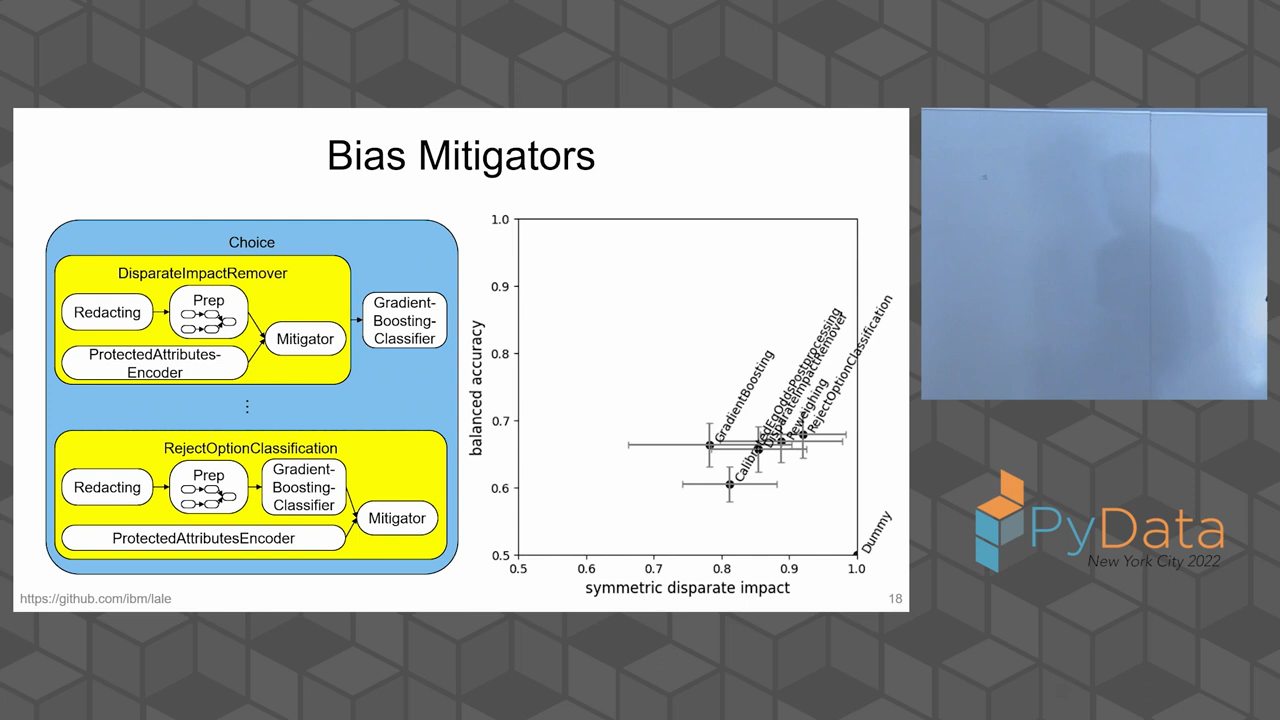 Bias Mitigators
Choice
DisparateImpactRemover
Redacting
Prep
ProtectedAttributes-
Encoder
Mitigator
Gradient-
Boosting-
Classifier
⋮
RejectOptionClassification
Redacting
Prep
Gradient-
Boosting-
Classifier
Mitigator
ProtectedAttributesEncoder
balanced accuracy
1.0
0.9
0.8
0.7
0.6
0.5
GradientBoosting
DisparateImpactRemover
Reweighing
RejectOptionClassification
Dummy
0.5 0.6 0.7 0.8 0.9 1.0
symmetric disparate impact
https://github.com/ibm/lale
18
PyData
New York City 2022